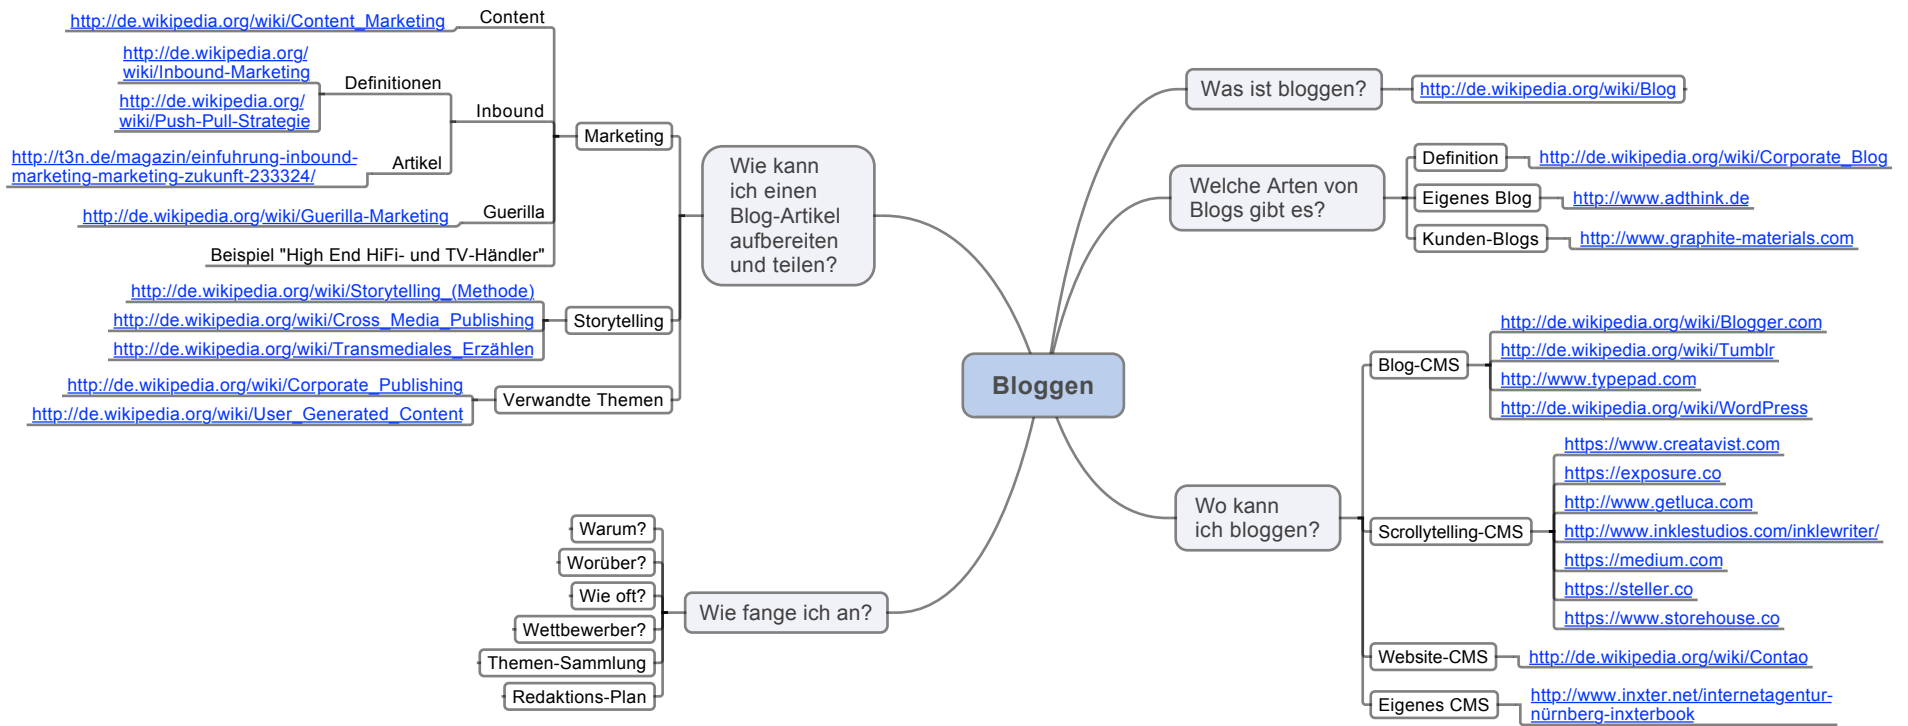 Bloggen
Was ist bloggen?
http://de.wikipedia.org/wiki/Blog
Welche Arten von
Blogs gibt es?
Definition
http://de.wikipedia.org/wiki/Corporate_Blog
Eigenes Blog
http://www.adthink.de
Kunden-Blogs
http://www.graphite-materials.com
Wo kann
ich bloggen?
Blog-CMS
http://de.wikipedia.org/wiki/Blogger.com
http://de.wikipedia.org/wiki/Tumblr
http://www.typepad.com
http://de.wikipedia.org/wiki/WordPress
Scrollytelling-CMS
https://www.creatavist.com
https://exposure.co
http://www.getluca.com
http://www.inklestudios.com/inklewriter/
https://medium.com
https://steller.co
https://www.storehouse.co
Website-CMS
http://de.wikipedia.org/wiki/Contao
Eigenes CMS
http://www.inxter.net/internetagentur-
nürnberg-inxterbook
Wie fange ich an?
Warum?
Worüber?
Wie oft?
Wettbewerber?
Themen-Sammlung
Redaktions-Plan
Wie kann
ich einen
Blog-Artikel
aufbereiten
und teilen?
Marketing
Content
http://de.wikipedia.org/wiki/Content_Marketing
Inbound
Definitionen
http://de.wikipedia.org/
wiki/Inbound-Marketing
http://de.wikipedia.org/
wiki/Push-Pull-Strategie
Artikel
http://t3n.de/magazin/einfuhrung-inbound-
marketing-marketing-zukunft-233324/
Guerilla
http://de.wikipedia.org/wiki/Guerilla-Marketing
Beispiel "High End HiFi- und TV-Händler"
Storytelling
http://de.wikipedia.org/wiki/Storytelling_(Methode)
http://de.wikipedia.org/wiki/Cross_Media_Publishing
http://de.wikipedia.org/wiki/Transmediales_Erzählen
Verwandte Themen
http://de.wikipedia.org/wiki/Corporate_Publishing
http://de.wikipedia.org/wiki/User_Generated_Content